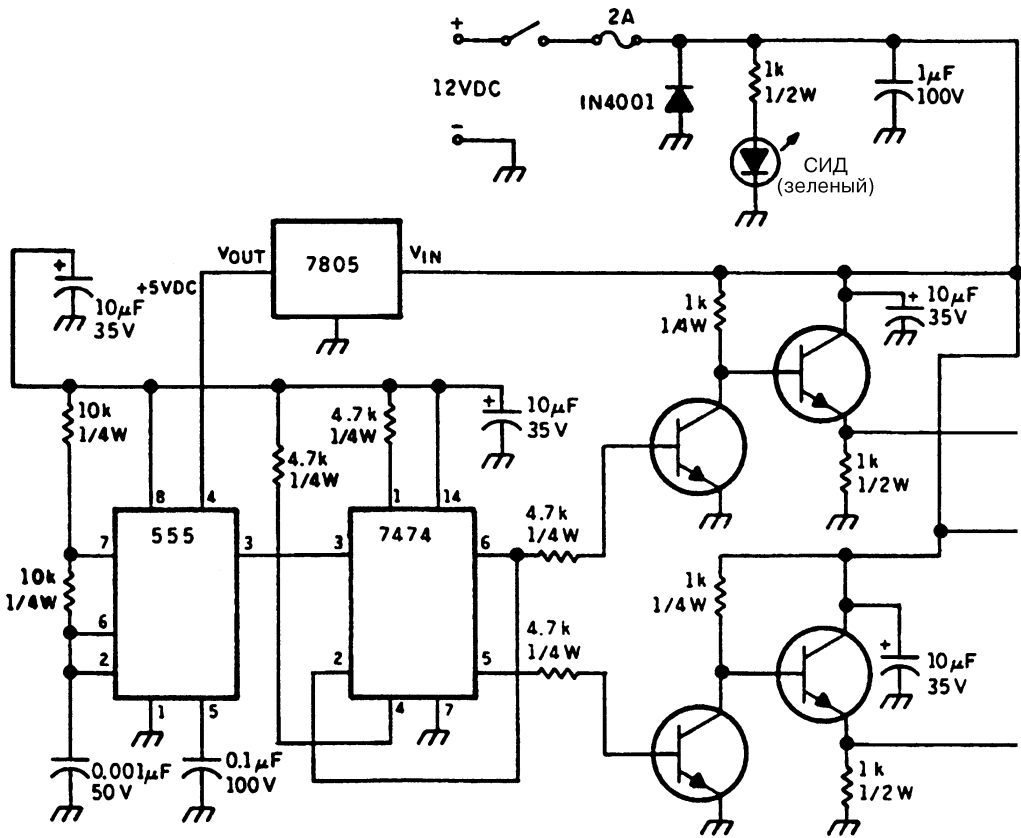 2A
+
12VDC
−
1N4001
1k
1/2W
1µF
100V
СИД
(зеленый)
VOUT
7805
VIN
+5VDC
+
10µF
35V
1k
1/4W
+
10µF
35V
10k
1/4W
4.7k
1/4W
4.7k
1/4W
+
10µF
35V
1k
1/2W
8
4
1
14
555
7474
7
3
3
6
4.7k
1/4W
10k
1/4W
6
2
2
5
4.7k
1/4W
1k
1/4W
+
10µF
35V
1
5
4
7
0.001µF
50V
0.1µF
100V
1k
1/2W